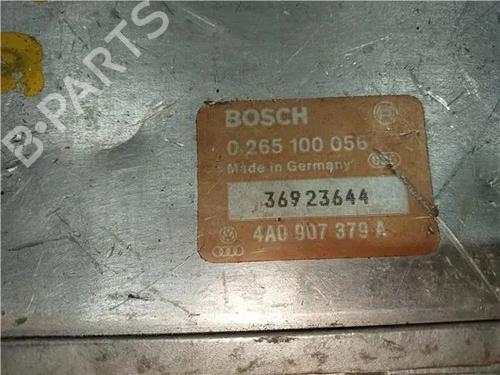 B-PARTS
BOSCH
0 265 100 056
Made in Germany
36923644
4A0 907 379 A